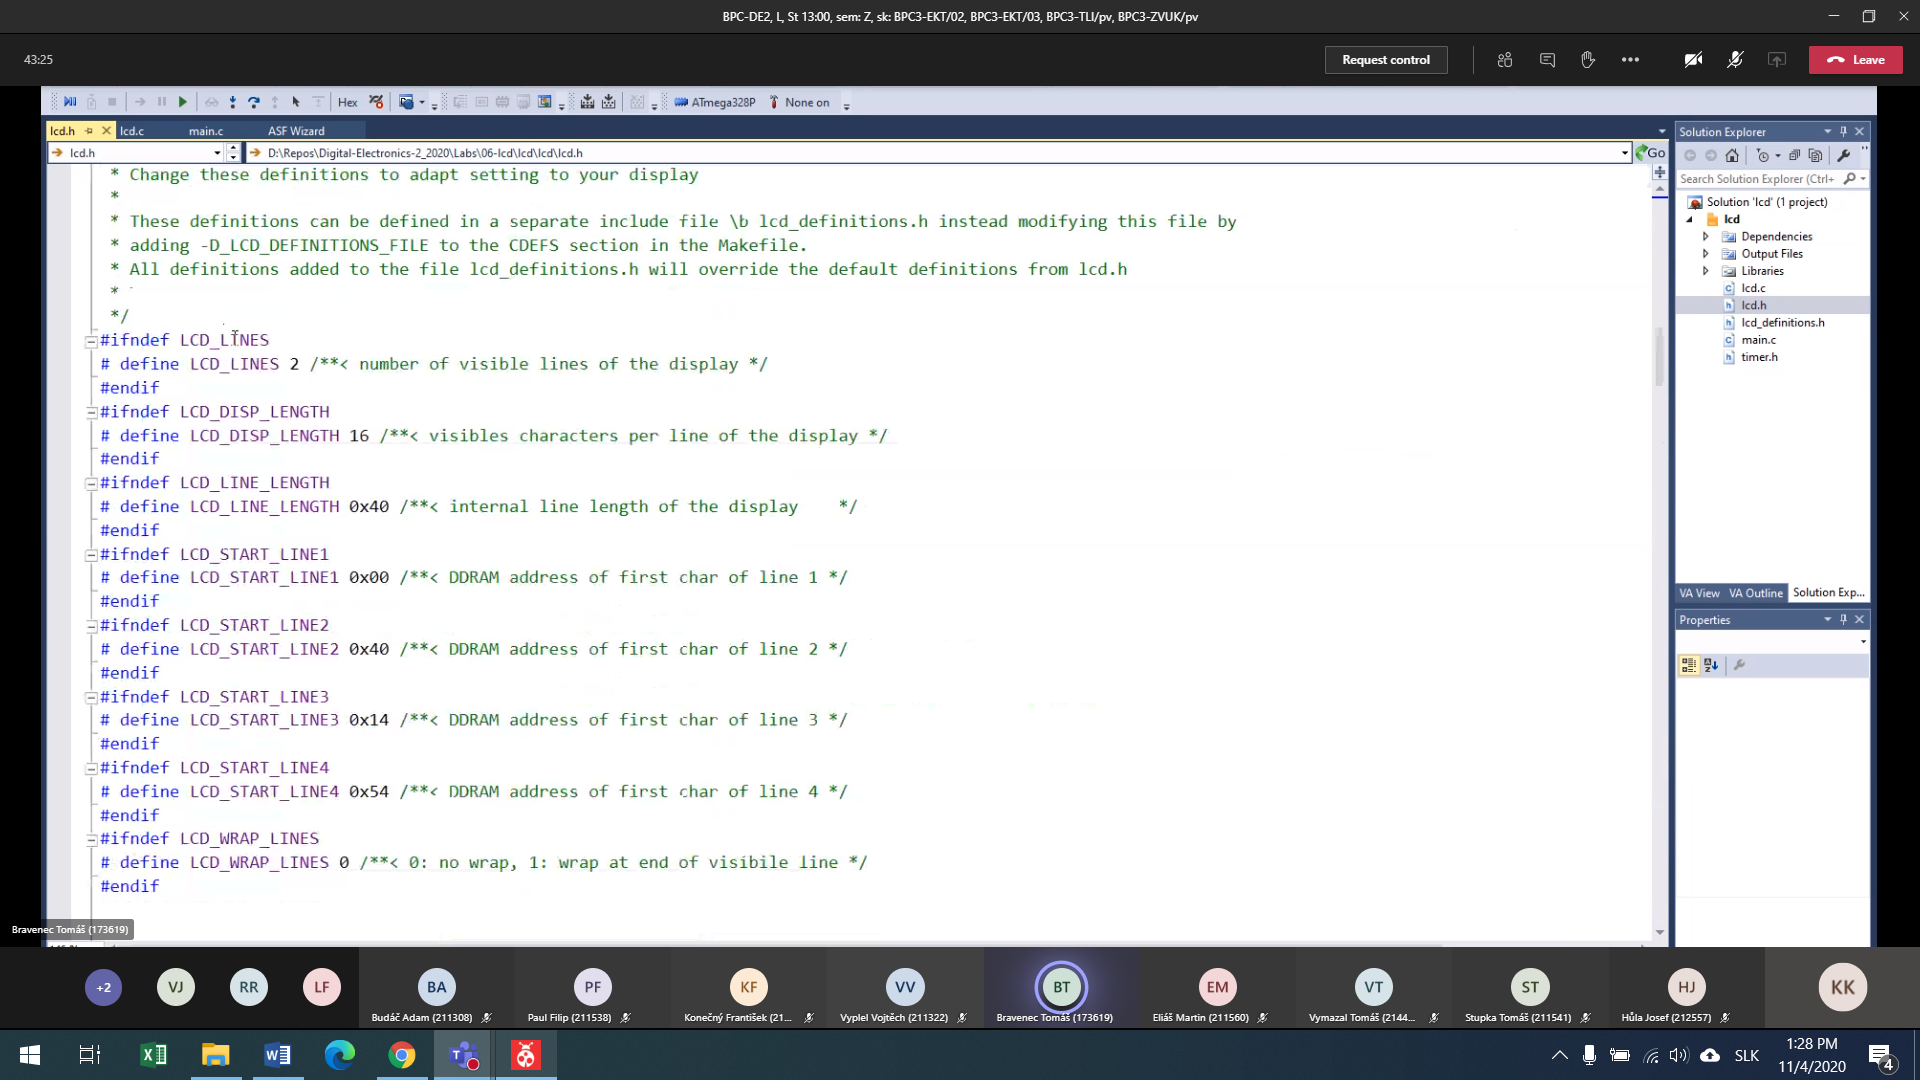 BPC-DE2, L, St 13:00, sem: Z, sk: BPC3-EKT/02, BPC3-EKT/03, BPC3-TLI/pv, BPC3-ZVUK/pv
43:25
Request control
Leave
Hex
ATmega328P
None on
lcd.h
lcd.c
main.c
ASF Wizard
lcd.h
D:\Repos\Digital-Electronics-2_2020\Labs\06-lcd\lcd\lcd\lcd.h
Go
* Change these definitions to adapt setting to your display
*
* These definitions can be defined in a separate include file \b lcd_definitions.h instead modifying this file by
* adding -D_LCD_DEFINITIONS_FILE to the CDEFS section in the Makefile.
* All definitions added to the file lcd_definitions.h will override the default definitions from lcd.h
*
*/
#ifndef LCD_LINES
# define LCD_LINES 2 /**< number of visible lines of the display */
#endif
#ifndef LCD_DISP_LENGTH
# define LCD_DISP_LENGTH 16 /**< visibles characters per line of the display */
#endif
#ifndef LCD_LINE_LENGTH
# define LCD_LINE_LENGTH 0x40 /**< internal line length of the display    */
#endif
#ifndef LCD_START_LINE1
# define LCD_START_LINE1 0x00 /**< DDRAM address of first char of line 1 */
#endif
#ifndef LCD_START_LINE2
# define LCD_START_LINE2 0x40 /**< DDRAM address of first char of line 2 */
#endif
#ifndef LCD_START_LINE3
# define LCD_START_LINE3 0x14 /**< DDRAM address of first char of line 3 */
#endif
#ifndef LCD_START_LINE4
# define LCD_START_LINE4 0x54 /**< DDRAM address of first char of line 4 */
#endif
#ifndef LCD_WRAP_LINES
# define LCD_WRAP_LINES 0 /**< 0: no wrap, 1: wrap at end of visibile line */
#endif
Solution Explorer
Search Solution Explorer (Ctrl+
Solution 'lcd' (1 project)
lcd
Dependencies
Output Files
Libraries
lcd.c
lcd.h
lcd_definitions.h
main.c
timer.h
VA View
VA Outline
Solution Exp...
Properties
Bravenec Tomáš (173619)
+2
VJ
RR
LF
BA
PF
KF
VV
BT
EM
VT
ST
HJ
KK
Budáč Adam (211308)
Paul Filip (211538)
Konečný František (21...
Vyplel Vojtěch (211322)
Bravenec Tomáš (173619)
Eliáš Martin (211560)
Vymazal Tomáš (2144...
Stupka Tomáš (211541)
Hůla Josef (212557)
SLK
1:28 PM
11/4/2020
4